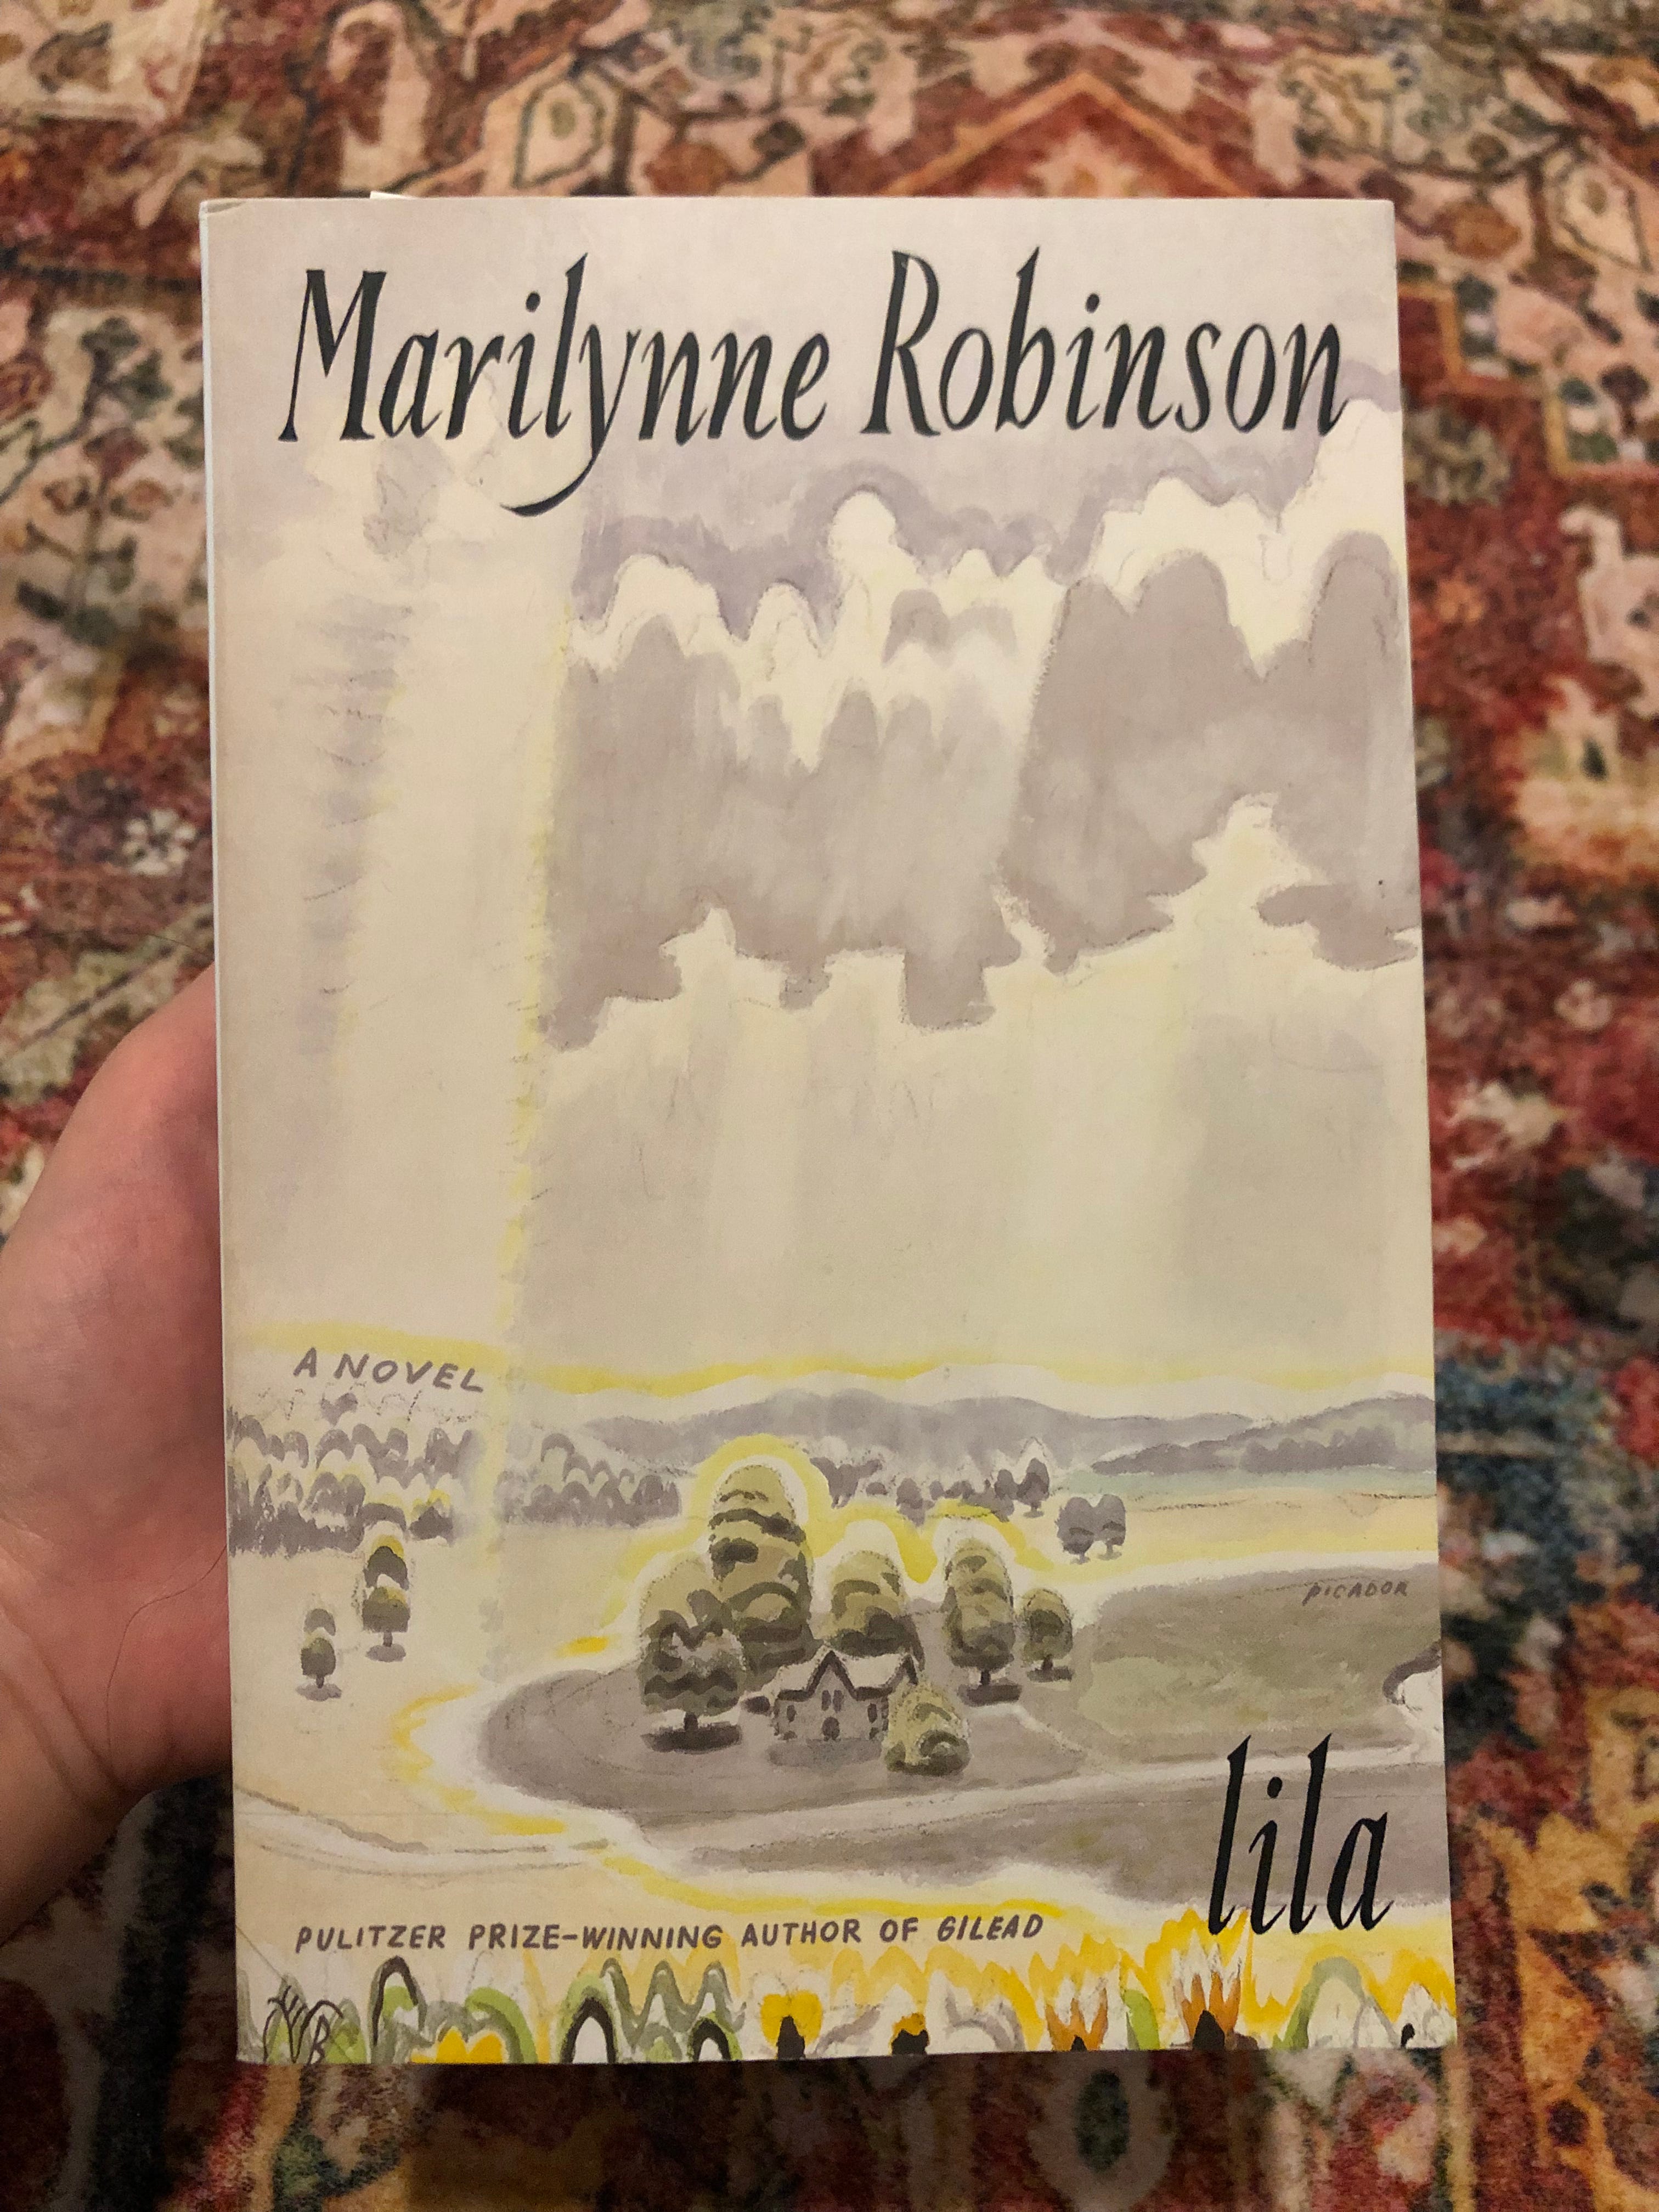 Marilynne Robinson
A NOVEL
PICADOR
lila
PULITZER PRIZE-WINNING AUTHOR OF GILEAD